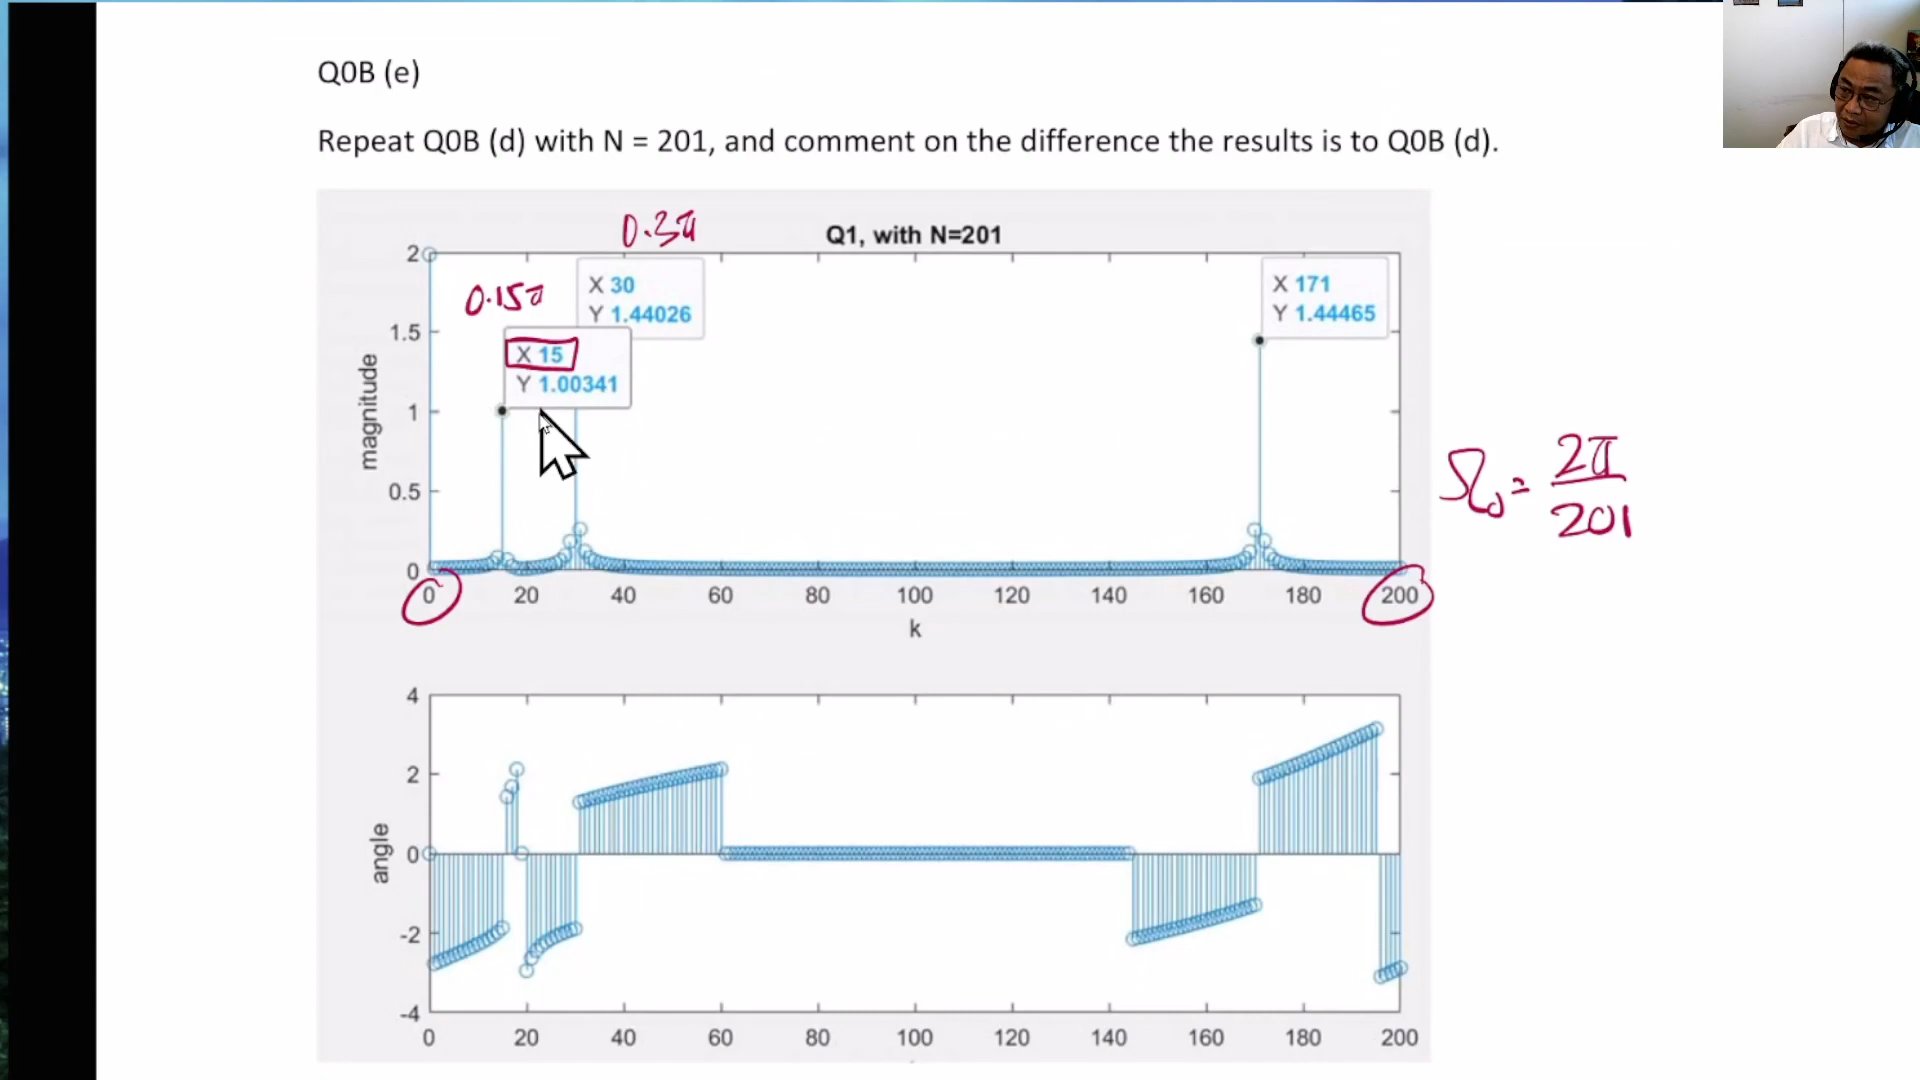 Q0B (e)
Repeat Q0B (d) with N = 201, and comment on the difference the results is to Q0B (d).
0.3π
Q1, with N=201
2
0.15π
X 30
Y 1.44026
X 171
Y 1.44465
1.5
X 15
Y 1.00341
1
magnitude
Ω₀ = 2π/201
0.5
0
0 20 40 60 80 100 120 140 160 180 200
k
4
2
0
angle
-2
-4
0 20 40 60 80 100 120 140 160 180 200